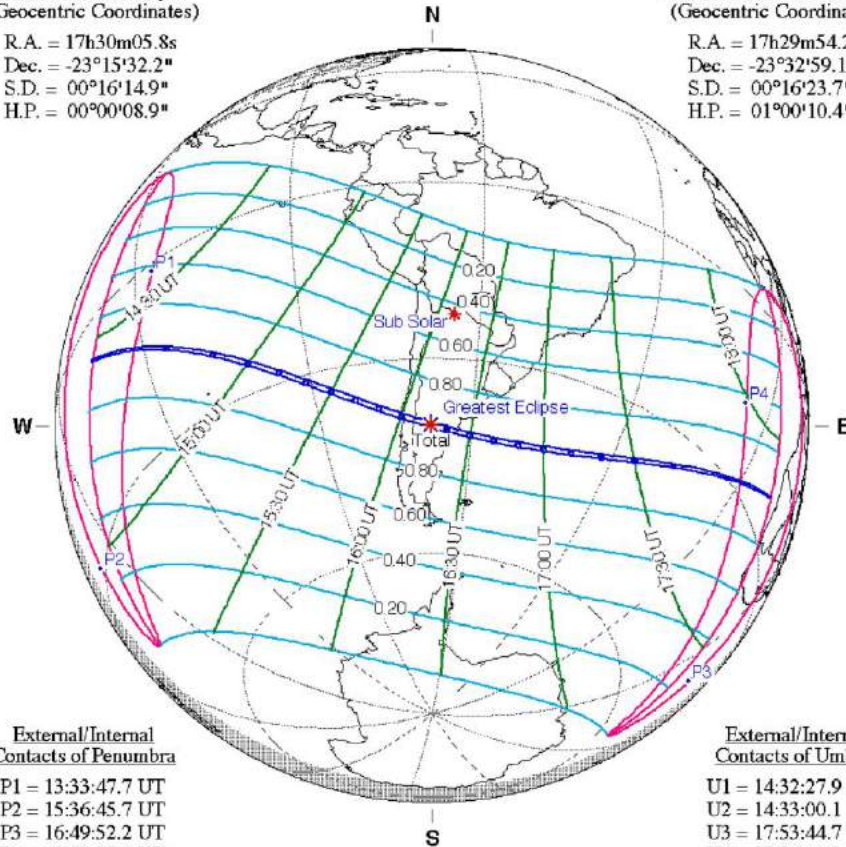 Geocentric Coordinates)
R.A. = 17h30m05.8s
Dec. = -23°15'32.2"
S.D. = 00°16'14.9"
H.P. = 00°00'08.9"
N
(Geocentric Coordina
R.A. = 17h29m54.2
Dec. = -23°32'59.1
S.D. = 00°16'23.7
H.P. = 01°00'10.4
P1
14:30 UT
0.20
0.40
Sub Solar
0.60
18:00 UT
0.80
P4
Greatest Eclipse
W
E
Total
15:00 UT
0.80
15:30 UT
0.60
16:00 UT
16:30 UT
17:00 UT
17:30 UT
P2
0.40
0.20
P3
External/Internal
Contacts of Penumbra
P1 = 13:33:47.7 UT
P2 = 15:36:45.7 UT
P3 = 16:49:52.2 UT
S
External/Intern
Contacts of Um
U1 = 14:32:27.9
U2 = 14:33:00.1
U3 = 17:53:44.7